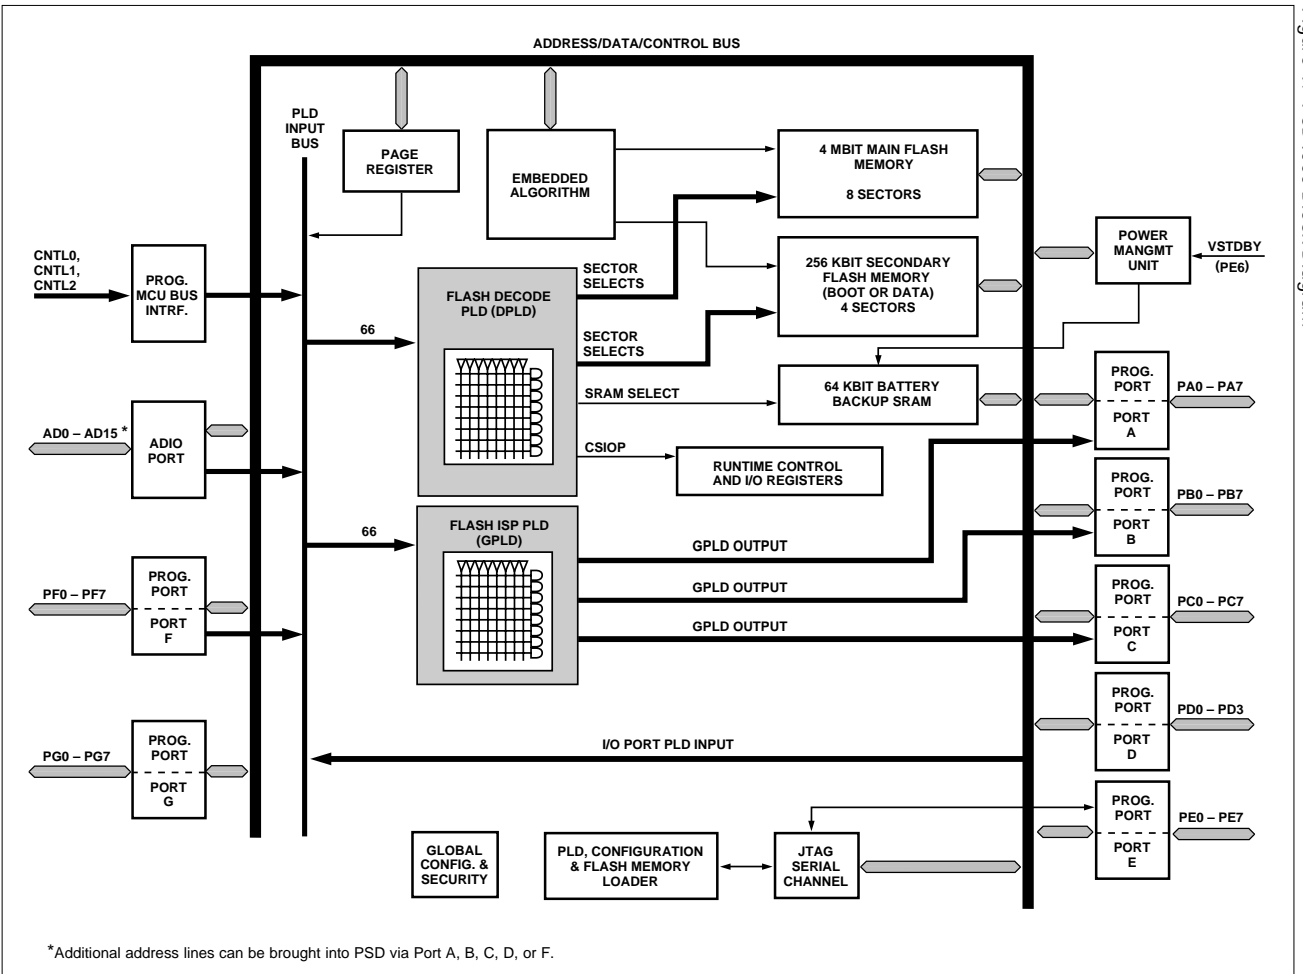 ADDRESS/DATA/CONTROL BUS
PLD
INPUT
BUS
PAGE
REGISTER
EMBEDDED
ALGORITHM
4 MBIT MAIN FLASH
MEMORY
8 SECTORS
CNTL0,
CNTL1,
CNTL2
PROG.
MCU BUS
INTRF.
66
FLASH DECODE
PLD (DPLD)
SECTOR
SELECTS
SECTOR
SELECTS
SRAM SELECT
CSIOP
256 KBIT SECONDARY
FLASH MEMORY
(BOOT OR DATA)
4 SECTORS
POWER
MANGMT
UNIT
VSTDBY
(PE6)
64 KBIT BATTERY
BACKUP SRAM
RUNTIME CONTROL
AND I/O REGISTERS
PROG.
PORT
PORT
A
PA0 – PA7
AD0 – AD15 *
ADIO
PORT
PROG.
PORT
PORT
B
PB0 – PB7
66
FLASH ISP PLD
(GPLD)
GPLD OUTPUT
GPLD OUTPUT
GPLD OUTPUT
PF0 – PF7
PROG.
PORT
PORT
F
PROG.
PORT
PORT
C
PC0 – PC7
PG0 – PG7
PROG.
PORT
PORT
G
I/O PORT PLD INPUT
PROG.
PORT
PORT
D
PD0 – PD3
PROG.
PORT
PORT
E
PE0 – PE7
GLOBAL
CONFIG. &
SECURITY
PLD, CONFIGURATION
& FLASH MEMORY
LOADER
JTAG
SERIAL
CHANNEL
*Additional address lines can be brought into PSD via Port A, B, C, D, or F.